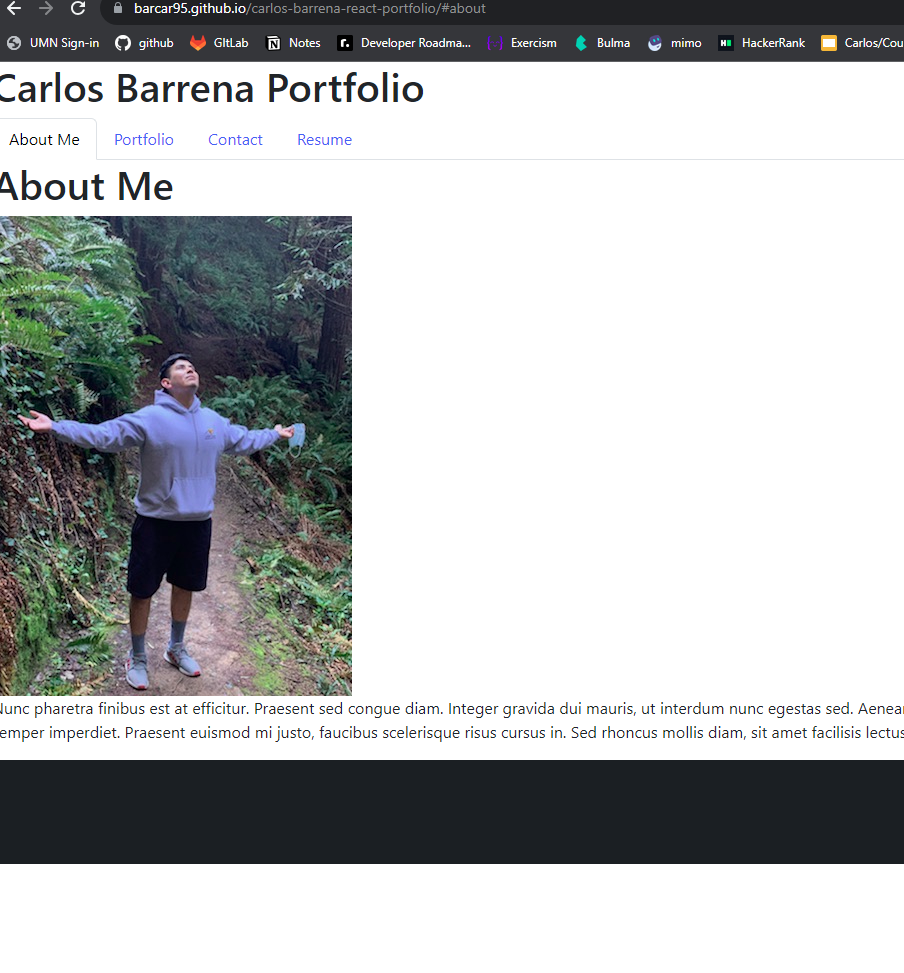 barcar95.github.io/carlos-barrena-react-portfolio/#about
UMN Sign-in github GItLab Notes Developer Roadma... Exercism Bulma mimo HackerRank Carlos/Cou
Carlos Barrena Portfolio
About Me Portfolio Contact Resume
About Me
Nunc pharetra finibus est at efficitur. Praesent sed congue diam. Integer gravida dui mauris, ut interdum nunc egestas sed. Aenear
emper imperdiet. Praesent euismod mi justo, faucibus scelerisque risus cursus in. Sed rhoncus mollis diam, sit amet facilisis lectus